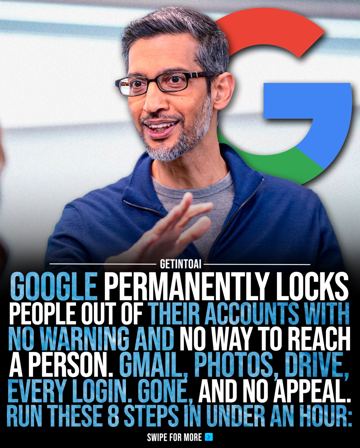 GETINTOAI
GOOGLE PERMANENTLY LOCKS
PEOPLE OUT OF THEIR ACCOUNTS WITH
NO WARNING AND NO WAY TO REACH
A PERSON. GMAIL, PHOTOS, DRIVE,
EVERY LOGIN. GONE, AND NO APPEAL.
RUN THESE 8 STEPS IN UNDER AN HOUR:
SWIPE FOR MORE